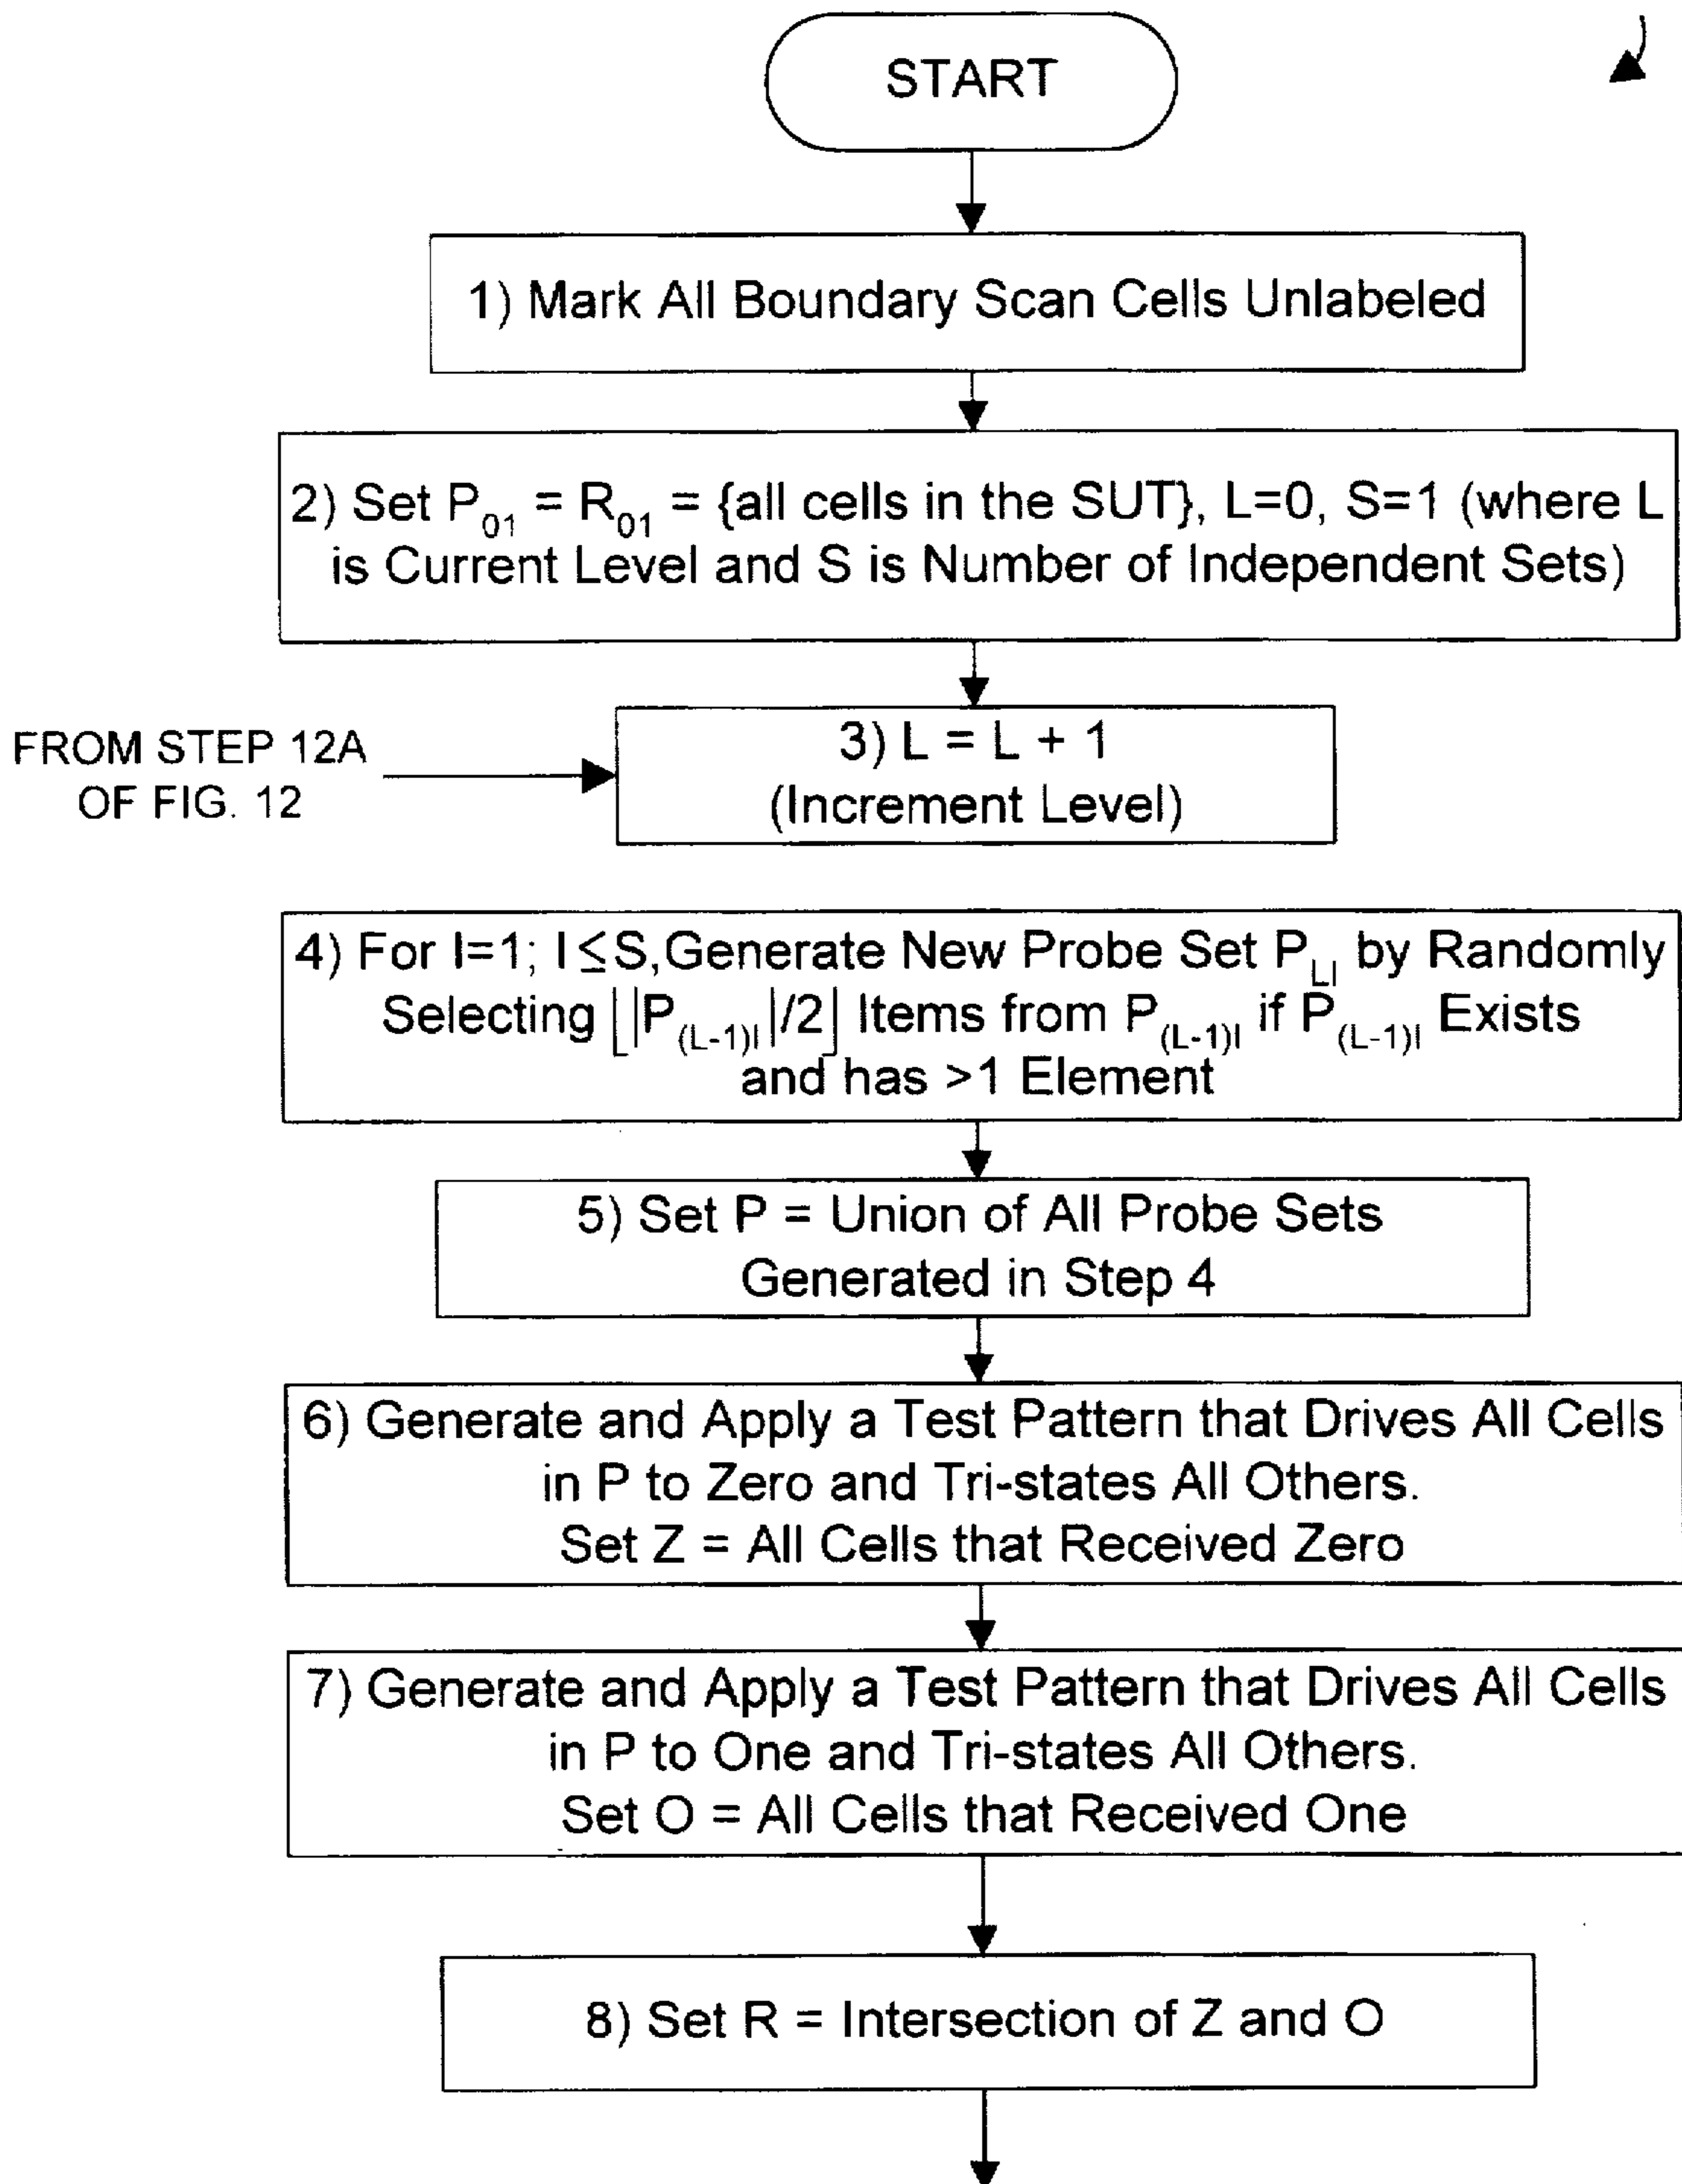 START
1) Mark All Boundary Scan Cells Unlabeled
2) Set P₀₁ = R₀₁ = {all cells in the SUT}, L=0, S=1 (where L
is Current Level and S is Number of Independent Sets)
FROM STEP 12A
OF FIG. 12
3) L = L + 1
(Increment Level)
4) For I=1; I≤S,Generate New Probe Set P_LI by Randomly
Selecting ⌊|P_(L-1)I|/2⌋ Items from P_(L-1)I if P_(L-1)I Exists
and has >1 Element
5) Set P = Union of All Probe Sets
Generated in Step 4
6) Generate and Apply a Test Pattern that Drives All Cells
in P to Zero and Tri-states All Others.
Set Z = All Cells that Received Zero
7) Generate and Apply a Test Pattern that Drives All Cells
in P to One and Tri-states All Others.
Set O = All Cells that Received One
8) Set R = Intersection of Z and O